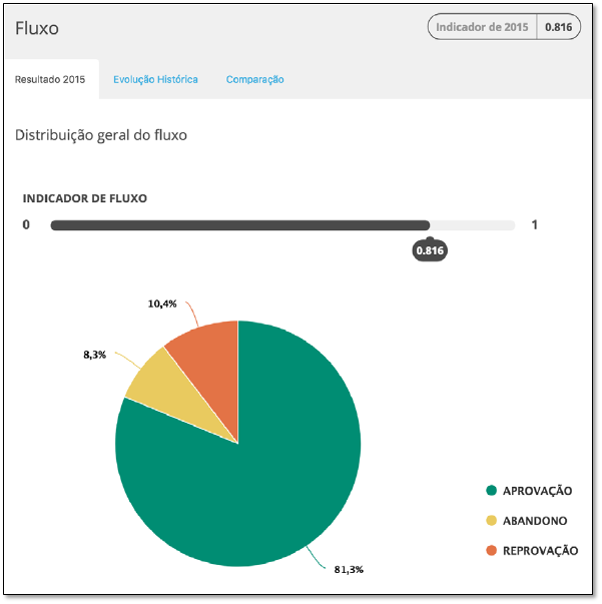 Fluxo
Indicador de 2015 0.816
Resultado 2015 Evolução Histórica Comparação
Distribuição geral do fluxo
INDICADOR DE FLUXO
0 1
0.816
10,4%
8,3%
APROVAÇÃO
ABANDONO
REPROVAÇÃO
81,3%